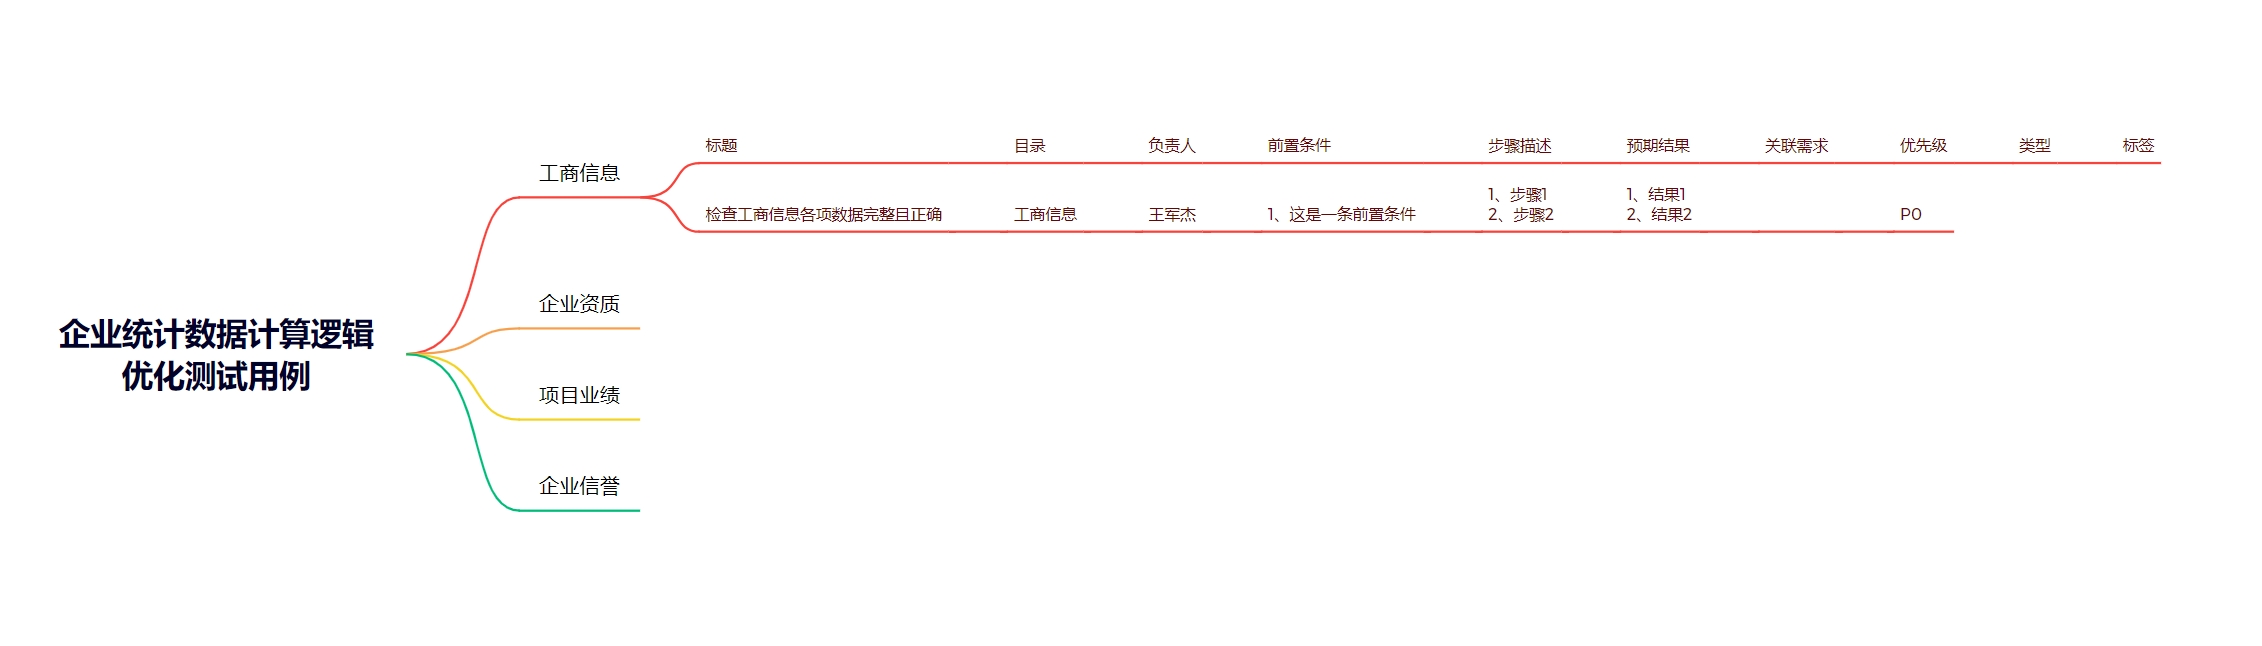 企业统计数据计算逻辑
优化测试用例
工商信息
标题 目录 负责人 前置条件 步骤描述 预期结果 关联需求 优先级 类型 标签
检查工商信息各项数据完整且正确 工商信息 王军杰 1、这是一条前置条件 1、步骤1 1、结果1 P0
2、步骤2 2、结果2
企业资质
项目业绩
企业信誉